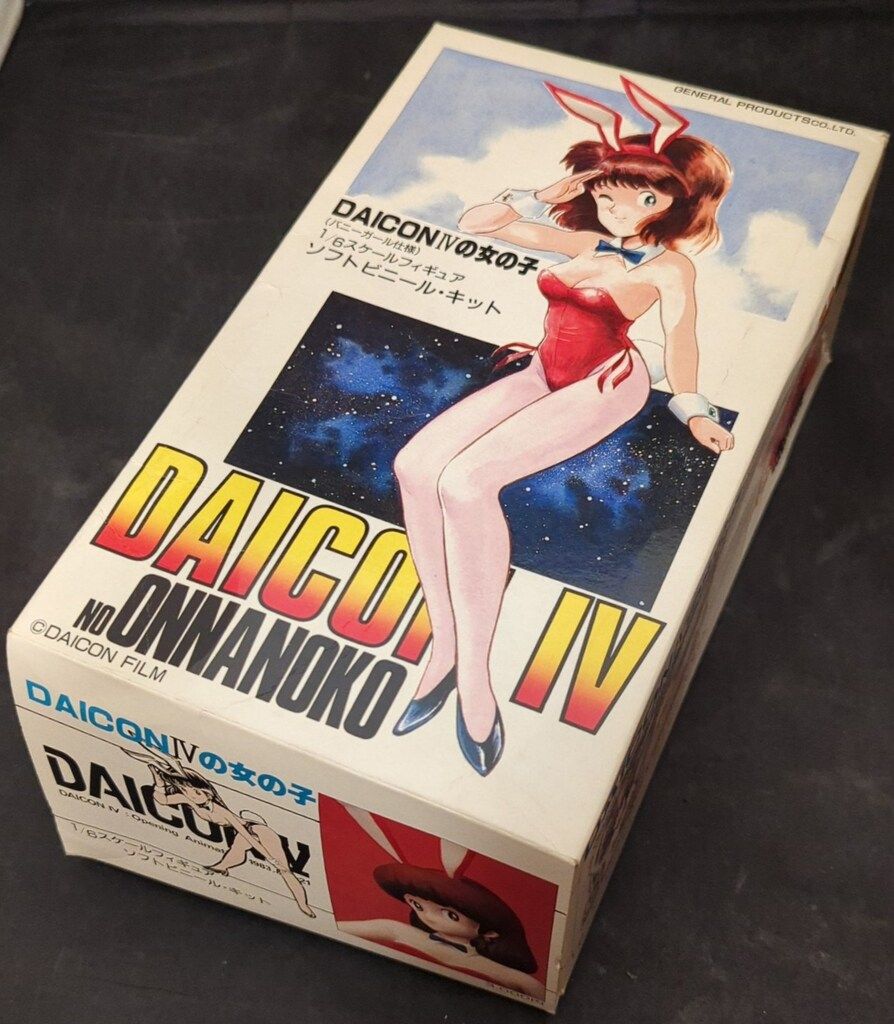 GENERAL PRODUCTS CO.,LTD.
DAICON IVの女の子
(バニーガール仕様)
1/6スケールフィギュア
ソフトビニール・キット
DAICON IV
NO ONNANOKO
©DAICON FILM
DAICON IVの女の子
DAICON IV
DAICON IV : Opening
1/6スケールフィギュア
ソフトビニール・キット